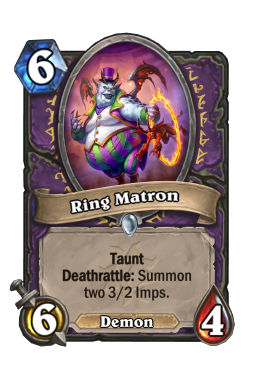 6
Ring Matron
Taunt
Deathrattle: Summon
two 3/2 Imps.
6
Demon
4